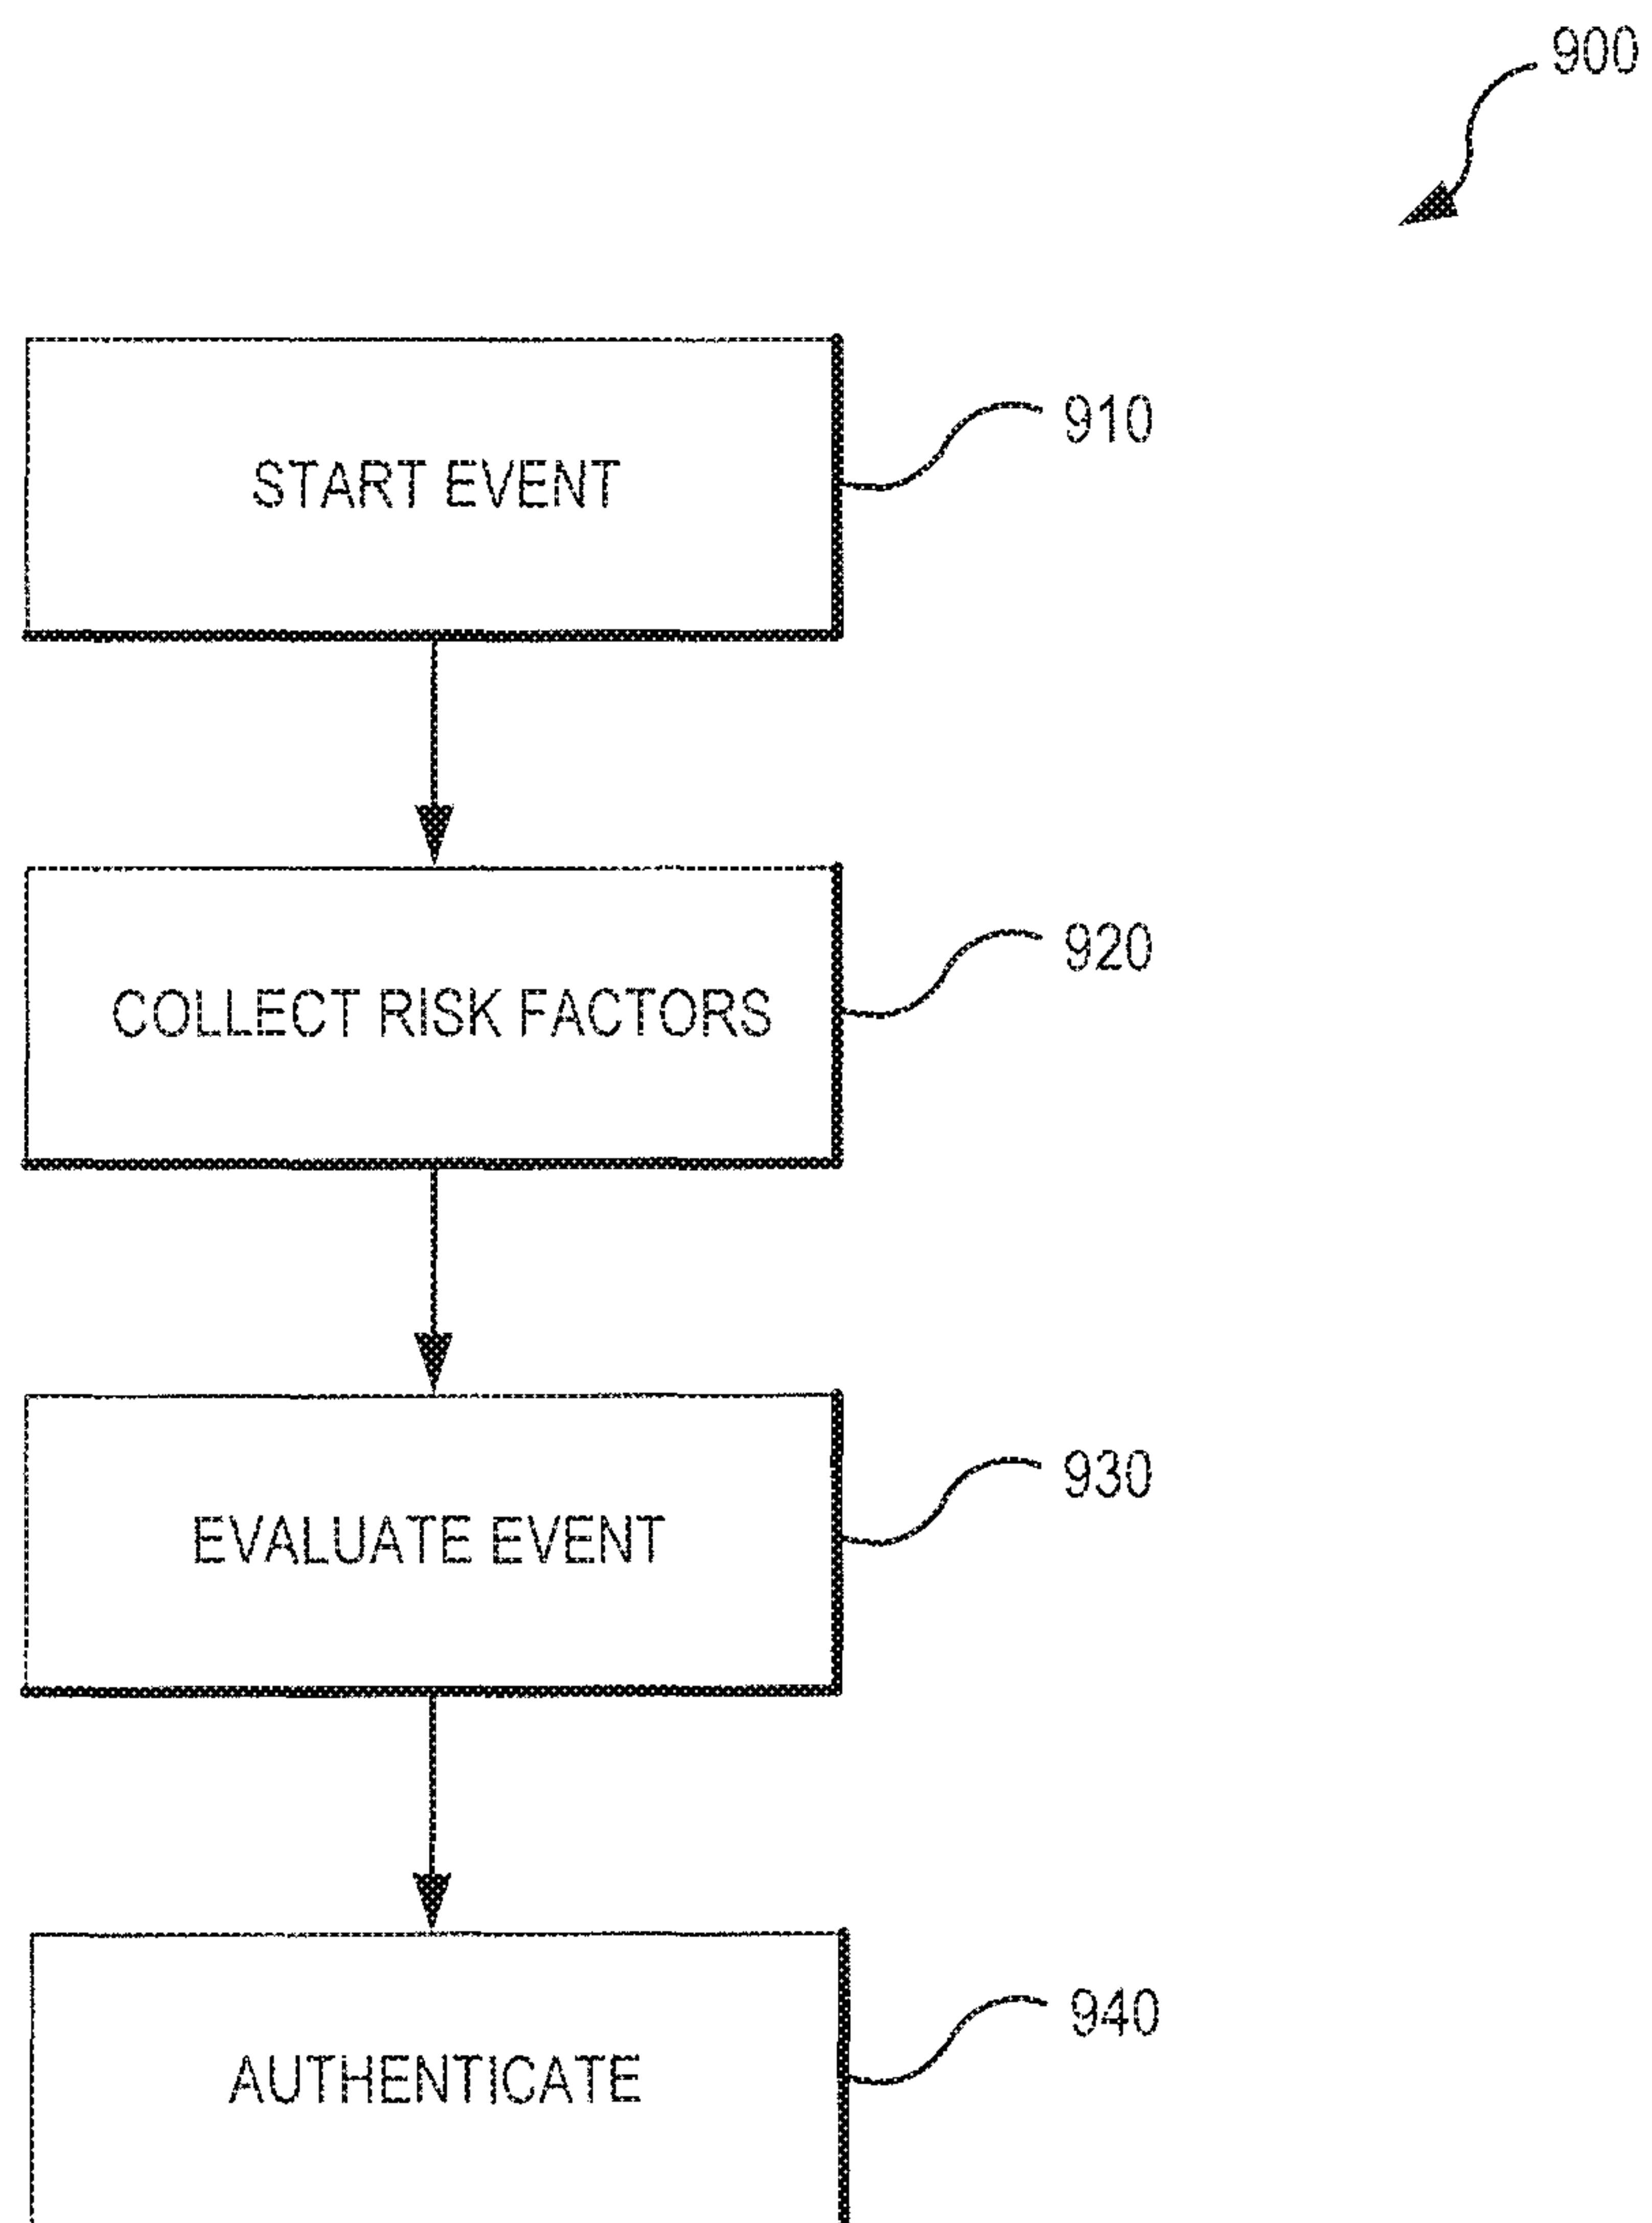 900
START EVENT
910
COLLECT RISK FACTORS
920
EVALUATE EVENT
930
AUTHENTICATE
940